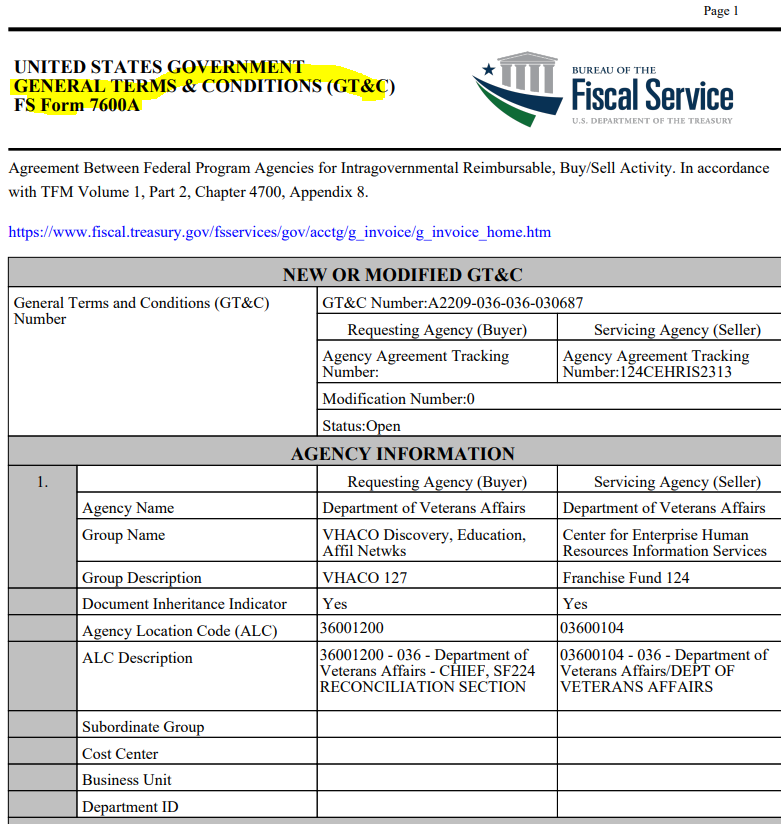 Page 1
UNITED STATES GOVERNMENT
GENERAL TERMS & CONDITIONS (GT&C)
FS Form 7600A
BUREAU OF THE
Fiscal Service
U.S. DEPARTMENT OF THE TREASURY
Agreement Between Federal Program Agencies for Intragovernmental Reimbursable, Buy/Sell Activity. In accordance
with TFM Volume 1, Part 2, Chapter 4700, Appendix 8.
https://www.fiscal.treasury.gov/fsservices/gov/acctg/g_invoice/g_invoice_home.htm
NEW OR MODIFIED GT&C
General Terms and Conditions (GT&C)
Number
GT&C Number:A2209-036-036-030687
Requesting Agency (Buyer) Servicing Agency (Seller)
Agency Agreement Tracking
Number:
Agency Agreement Tracking
Number:124CEHRIS2313
Modification Number:0
Status:Open
AGENCY INFORMATION
1. Requesting Agency (Buyer) Servicing Agency (Seller)
Agency Name Department of Veterans Affairs Department of Veterans Affairs
Group Name
VHACO Discovery, Education,
Affil Netwks
Center for Enterprise Human
Resources Information Services
Group Description VHACO 127 Franchise Fund 124
Document Inheritance Indicator Yes Yes
Agency Location Code (ALC) 36001200 03600104
ALC Description
36001200 - 036 - Department of
Veterans Affairs - CHIEF, SF224
RECONCILIATION SECTION
03600104 - 036 - Department of
Veterans Affairs/DEPT OF
VETERANS AFFAIRS
Subordinate Group
Cost Center
Business Unit
Department ID